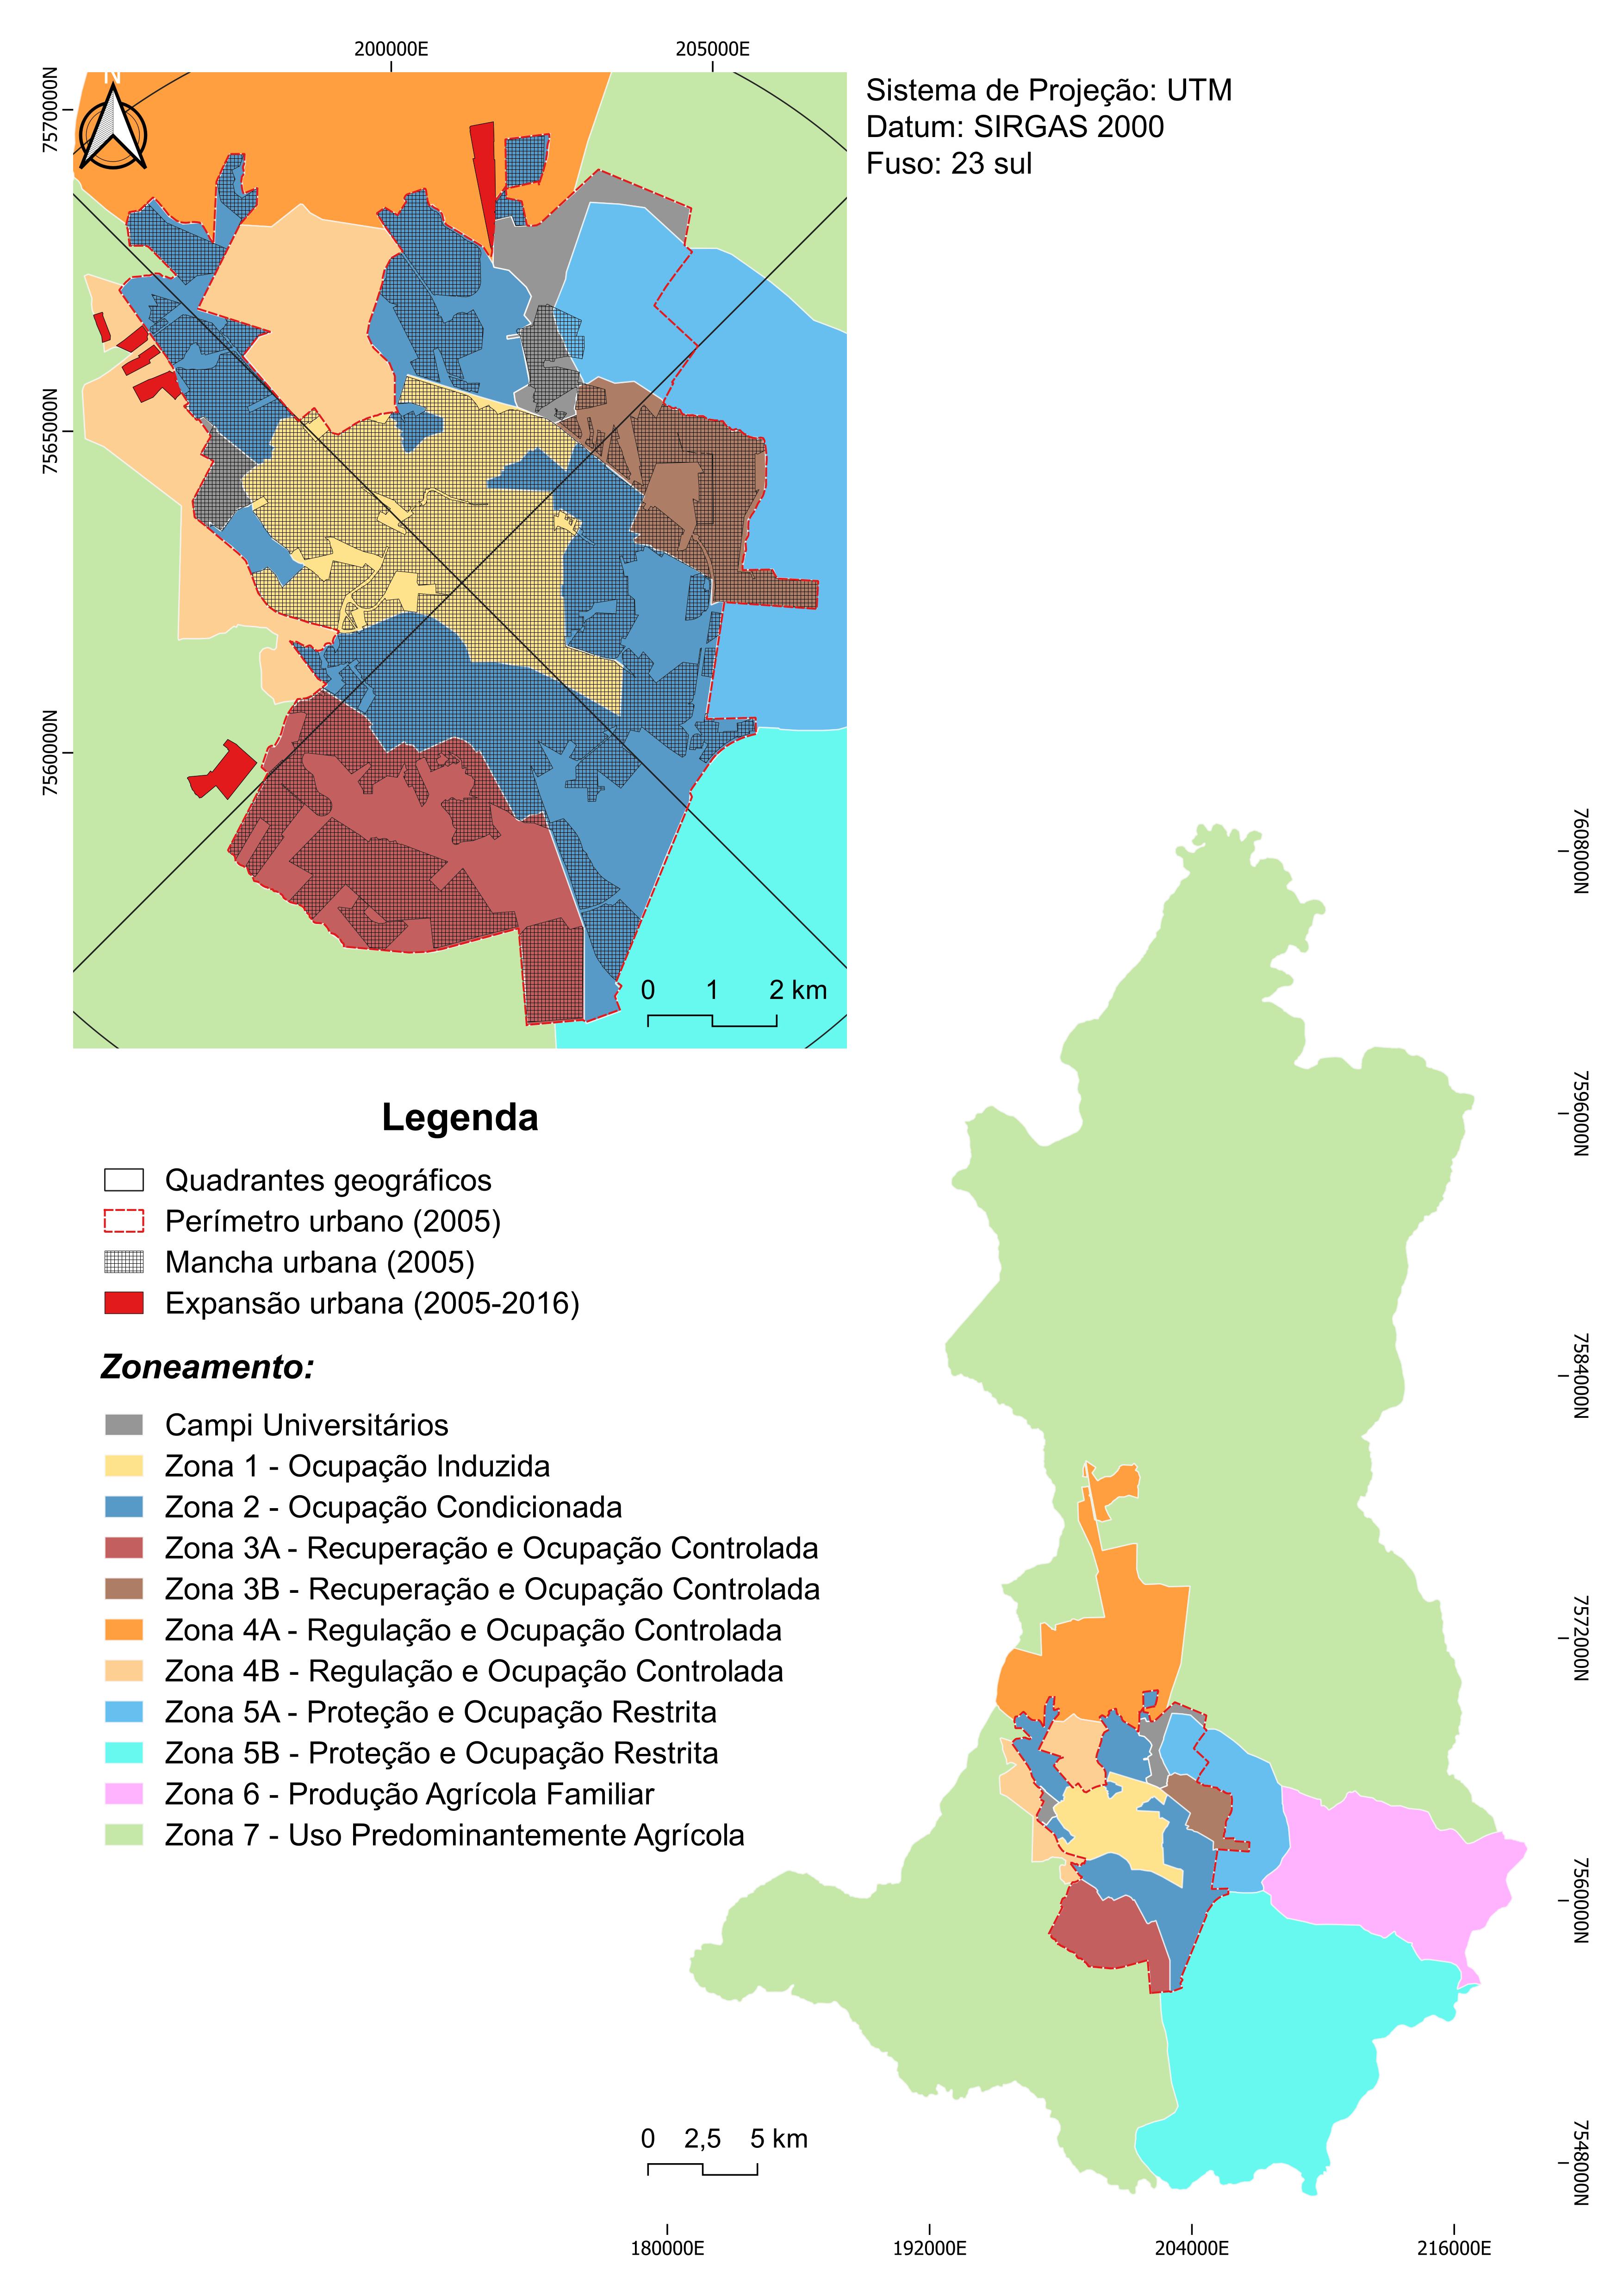 200000E
205000E
7570000N
7565000N
7560000N
N
Sistema de Projeção: UTM
Datum: SIRGAS 2000
Fuso: 23 sul
0 1 2 km
Legenda
Quadrantes geográficos
Perímetro urbano (2005)
Mancha urbana (2005)
Expansão urbana (2005-2016)
Zoneamento:
Campi Universitários
Zona 1 - Ocupação Induzida
Zona 2 - Ocupação Condicionada
Zona 3A - Recuperação e Ocupação Controlada
Zona 3B - Recuperação e Ocupação Controlada
Zona 4A - Regulação e Ocupação Controlada
Zona 4B - Regulação e Ocupação Controlada
Zona 5A - Proteção e Ocupação Restrita
Zona 5B - Proteção e Ocupação Restrita
Zona 6 - Produção Agrícola Familiar
Zona 7 - Uso Predominantemente Agrícola
7608000N
7596000N
7584000N
7572000N
7560000N
7548000N
0 2,5 5 km
180000E
192000E
204000E
216000E